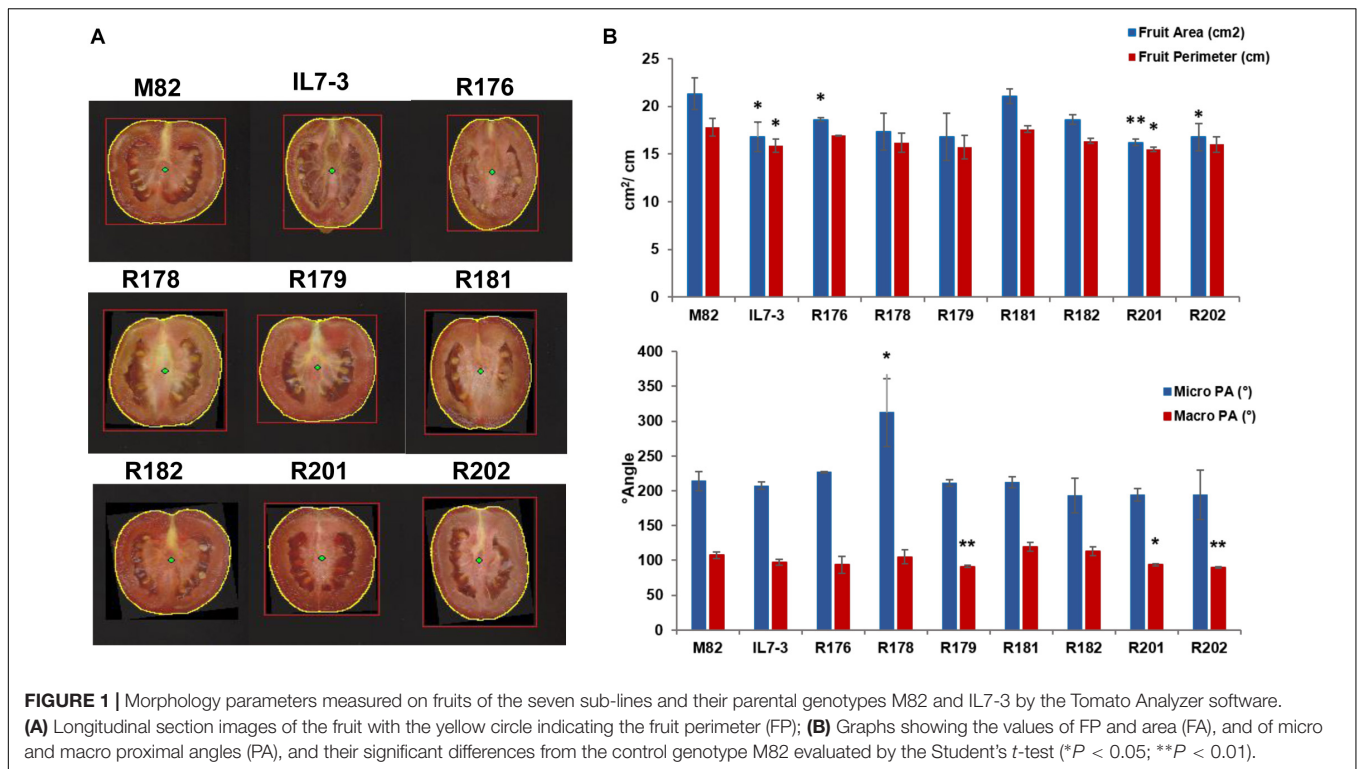 A
M82
IL7-3
R176
R178
R179
R181
R182
R201
R202
B
Fruit Area (cm2)
Fruit Perimeter (cm)
25
20
15
10
5
0
cm²/ cm
* * * ** * *
M82 IL7-3 R176 R178 R179 R181 R182 R201 R202
Micro PA (°)
Macro PA (°)
400
350
300
250
200
150
100
50
0
°Angle
* ** * **
M82 IL7-3 R176 R178 R179 R181 R182 R201 R202
FIGURE 1 | Morphology parameters measured on fruits of the seven sub-lines and their parental genotypes M82 and IL7-3 by the Tomato Analyzer software.
(A) Longitudinal section images of the fruit with the yellow circle indicating the fruit perimeter (FP); (B) Graphs showing the values of FP and area (FA), and of micro
and macro proximal angles (PA), and their significant differences from the control genotype M82 evaluated by the Student's t-test (*P < 0.05; **P < 0.01).